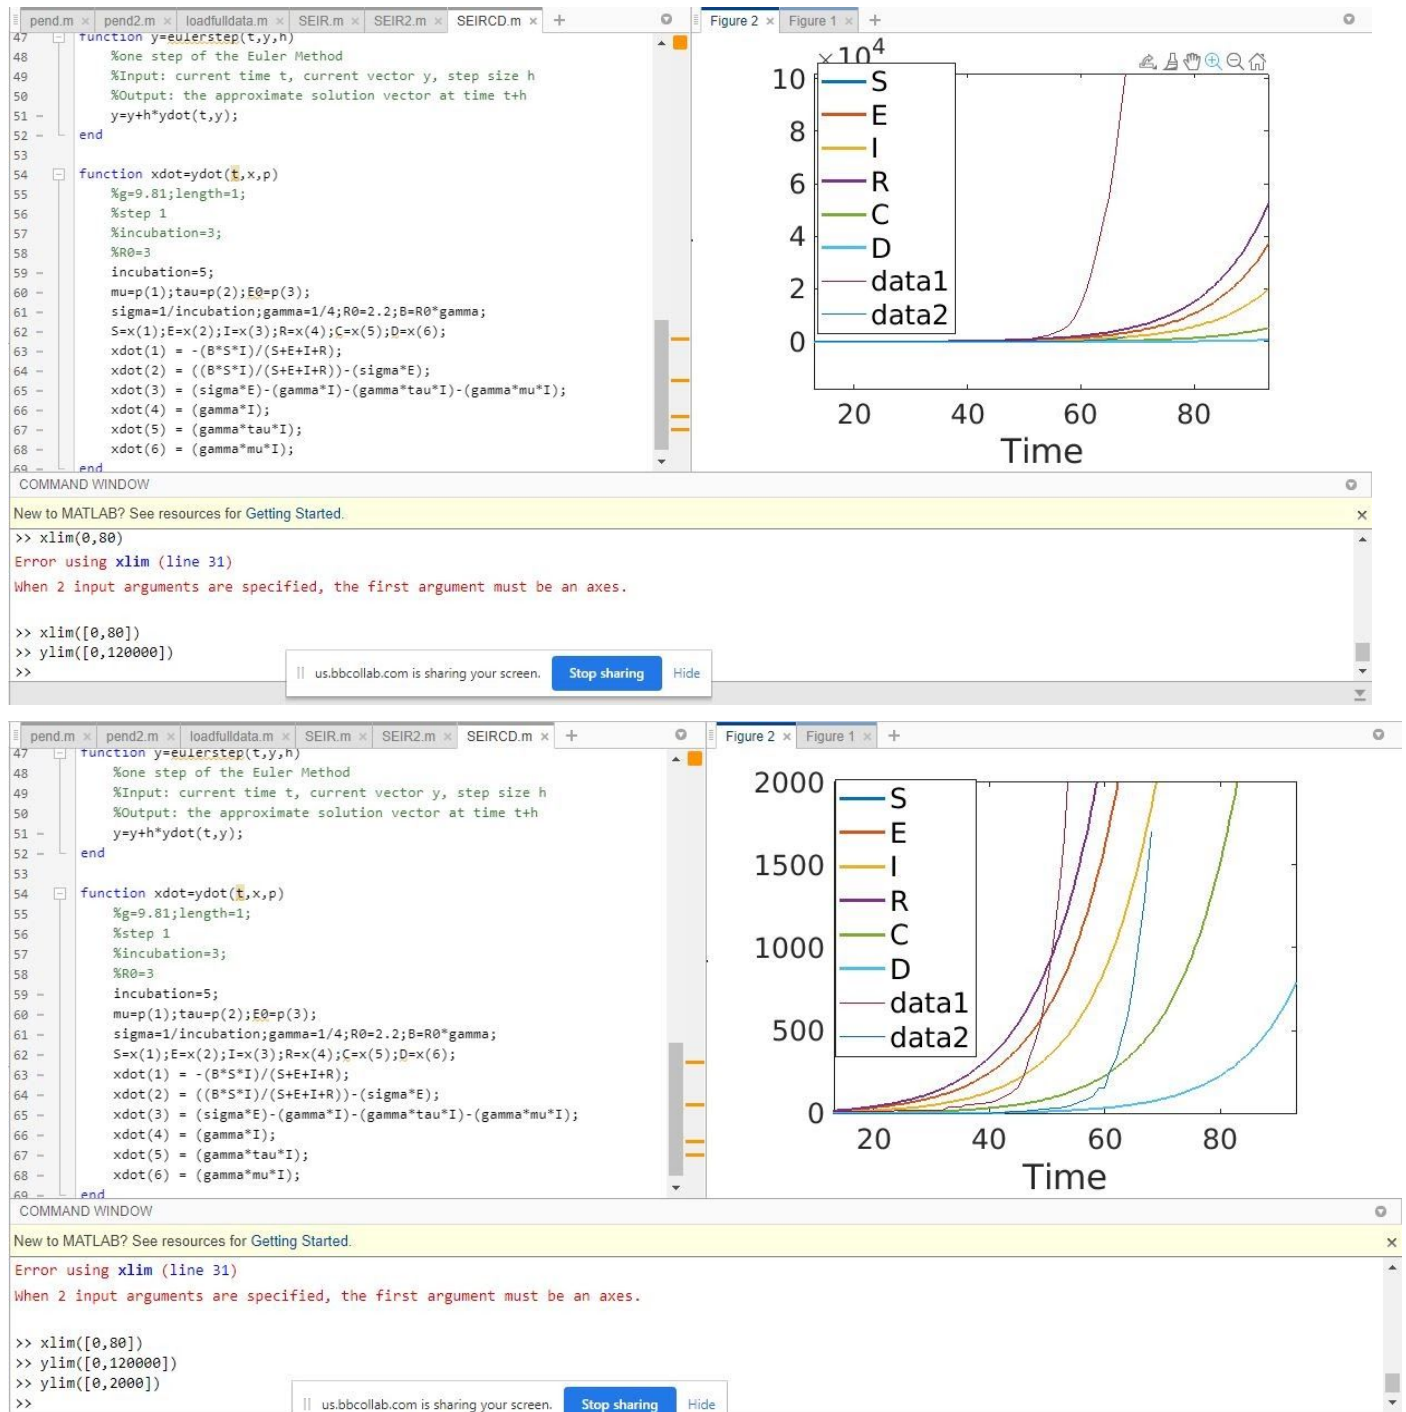 pend.m × pend2.m × loadfulldata.m × SEIR.m × SEIR2.m × SEIRCD.m × +
47 function y=eulerstep(t,y,h)
48 %one step of the Euler Method
49 %Input: current time t, current vector y, step size h
50 %Output: the approximate solution vector at time t+h
51 – y=y+h*ydot(t,y);
52 – end
53
54 function xdot=ydot(t,x,p)
55 %g=9.81;length=1;
56 %step 1
57 %incubation=3;
58 %R0=3
59 – incubation=5;
60 – mu=p(1);tau=p(2);E0=p(3);
61 – sigma=1/incubation;gamma=1/4;R0=2.2;B=R0*gamma;
62 – S=x(1);E=x(2);I=x(3);R=x(4);C=x(5);D=x(6);
63 – xdot(1) = -(B*S*I)/(S+E+I+R);
64 – xdot(2) = ((B*S*I)/(S+E+I+R))-(sigma*E);
65 – xdot(3) = (sigma*E)-(gamma*I)-(gamma*tau*I)-(gamma*mu*I);
66 – xdot(4) = (gamma*I);
67 – xdot(5) = (gamma*tau*I);
68 – xdot(6) = (gamma*mu*I);
69 – end
Figure 2 × Figure 1 × +
×10⁴
10
8
6
4
2
0
S
E
I
R
C
D
data1
data2
20 40 60 80
Time
COMMAND WINDOW
New to MATLAB? See resources for Getting Started. ×
>> xlim(0,80)
Error using xlim (line 31)
When 2 input arguments are specified, the first argument must be an axes.
>> xlim([0,80])
>> ylim([0,120000])
>>
us.bbcollab.com is sharing your screen. Stop sharing Hide
pend.m × pend2.m × loadfulldata.m × SEIR.m × SEIR2.m × SEIRCD.m × +
47 function y=eulerstep(t,y,h)
48 %one step of the Euler Method
49 %Input: current time t, current vector y, step size h
50 %Output: the approximate solution vector at time t+h
51 – y=y+h*ydot(t,y);
52 – end
53
54 function xdot=ydot(t,x,p)
55 %g=9.81;length=1;
56 %step 1
57 %incubation=3;
58 %R0=3
59 – incubation=5;
60 – mu=p(1);tau=p(2);E0=p(3);
61 – sigma=1/incubation;gamma=1/4;R0=2.2;B=R0*gamma;
62 – S=x(1);E=x(2);I=x(3);R=x(4);C=x(5);D=x(6);
63 – xdot(1) = -(B*S*I)/(S+E+I+R);
64 – xdot(2) = ((B*S*I)/(S+E+I+R))-(sigma*E);
65 – xdot(3) = (sigma*E)-(gamma*I)-(gamma*tau*I)-(gamma*mu*I);
66 – xdot(4) = (gamma*I);
67 – xdot(5) = (gamma*tau*I);
68 – xdot(6) = (gamma*mu*I);
69 – end
Figure 2 × Figure 1 × +
2000
1500
1000
500
0
S
E
I
R
C
D
data1
data2
20 40 60 80
Time
COMMAND WINDOW
New to MATLAB? See resources for Getting Started. ×
Error using xlim (line 31)
When 2 input arguments are specified, the first argument must be an axes.
>> xlim([0,80])
>> ylim([0,120000])
>> ylim([0,2000])
>>
us.bbcollab.com is sharing your screen. Stop sharing Hide